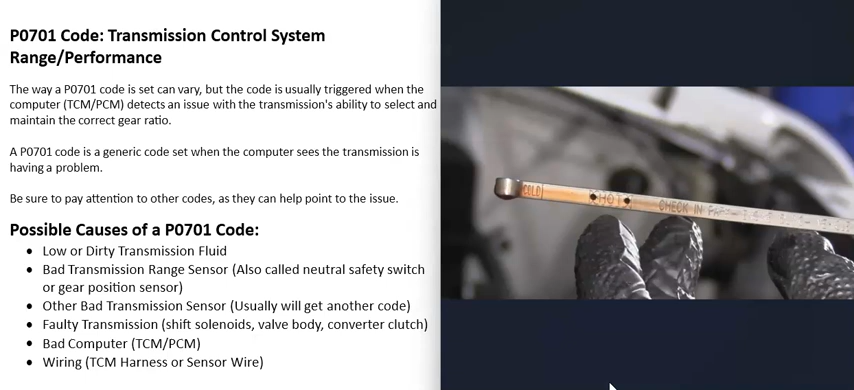 P0701 Code: Transmission Control System
Range/Performance
The way a P0701 code is set can vary, but the code is usually triggered when the
computer (TCM/PCM) detects an issue with the transmission's ability to select and
maintain the correct gear ratio.
A P0701 code is a generic code set when the computer sees the transmission is
having a problem.
Be sure to pay attention to other codes, as they can help point to the issue.
Possible Causes of a P0701 Code:
• Low or Dirty Transmission Fluid
• Bad Transmission Range Sensor (Also called neutral safety switch
or gear position sensor)
• Other Bad Transmission Sensor (Usually will get another code)
• Faulty Transmission (shift solenoids, valve body, converter clutch)
• Bad Computer (TCM/PCM)
• Wiring (TCM Harness or Sensor Wire)
COLD HOT CHECK IN